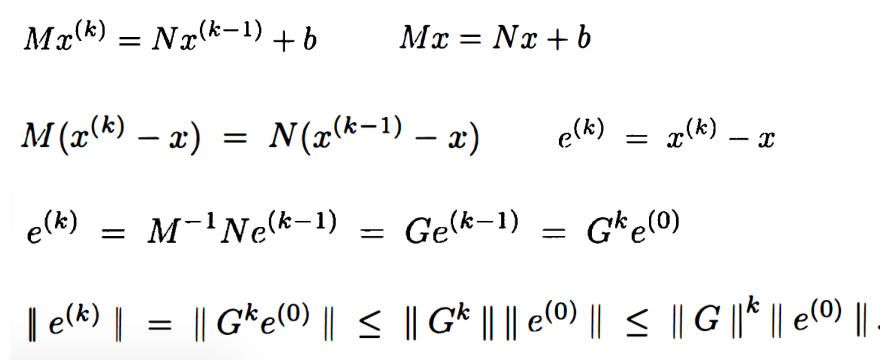 Mx^{(k)} = Nx^{(k−1)} + b    Mx = Nx + b
M(x^{(k)} − x) = N(x^{(k−1)} − x)    e^{(k)} = x^{(k)} − x
e^{(k)} = M^{−1}Ne^{(k−1)} = Ge^{(k−1)} = G^k e^{(0)}
‖ e^{(k)} ‖ = ‖ G^k e^{(0)} ‖ ≤ ‖ G^k ‖ ‖ e^{(0)} ‖ ≤ ‖ G ‖^k ‖ e^{(0)} ‖.